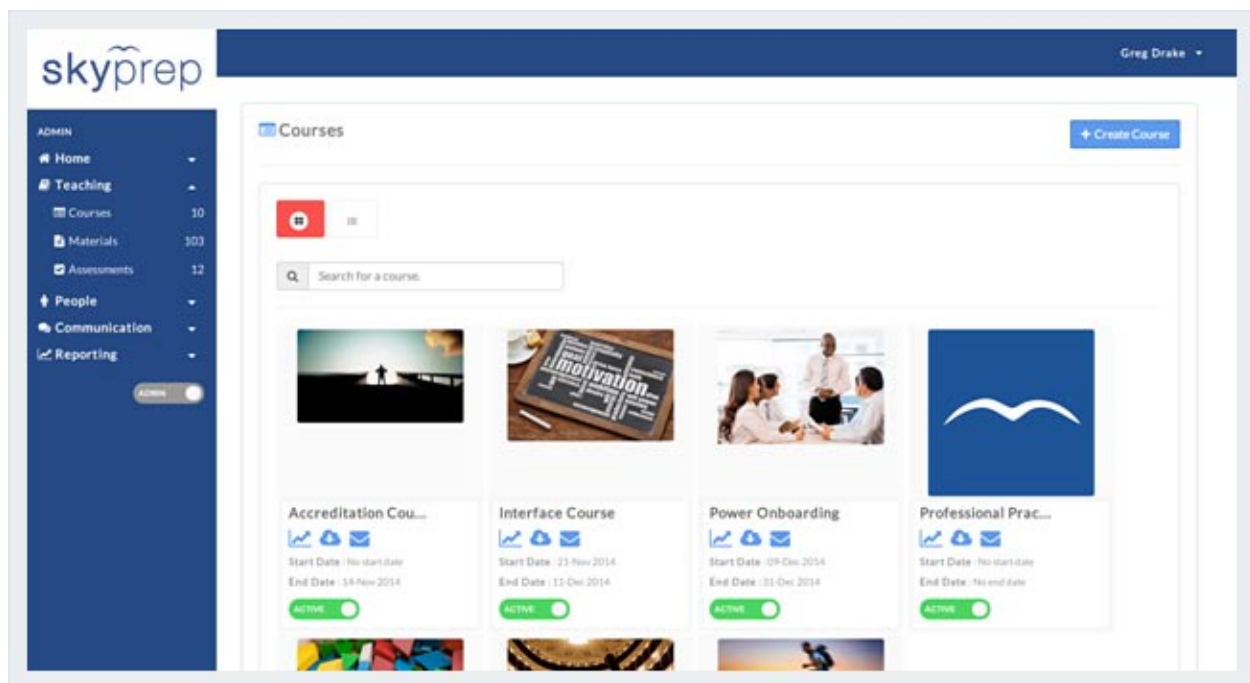 skyprep
Greg Drake
ADMIN
Home
Teaching
Courses 10
Materials 103
Assessments 12
People
Communication
Reporting
ADMIN
Courses
+ Create Course
Search for a course.
goal
motivation
Accreditation Cou...
Start Date : No start date
End Date : 14-Nov 2014
ACTIVE
Interface Course
Start Date : 21-Nov 2014
End Date : 11-Dec 2014
ACTIVE
Power Onboarding
Start Date : 09-Dec 2014
End Date : 31-Dec 2014
ACTIVE
Professional Prac...
Start Date : No start date
End Date : No end date
ACTIVE